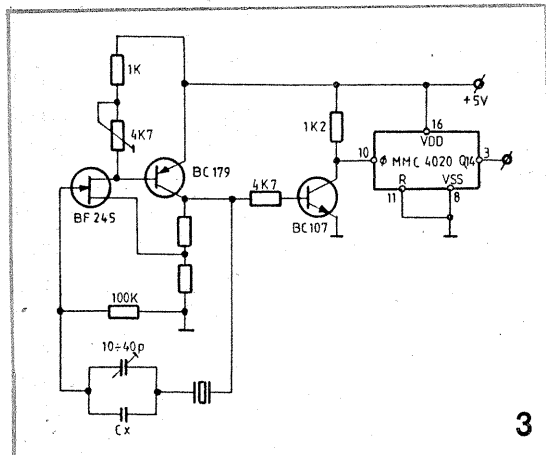 1K
+5V
4K7
1K2
16
VDD
BC 179
10
Φ MMC 4020 Q14
3
4K7
R
VSS
11
8
BF 245
BC107
100K
10÷40p
Cx
3